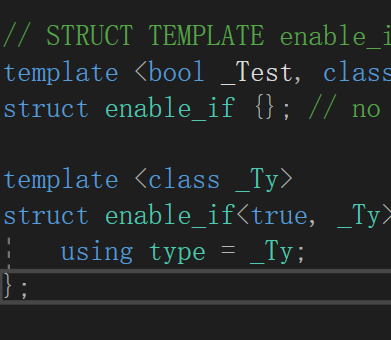 // STRUCT TEMPLATE enable_i
template <bool _Test, class
struct enable_if {}; // no
template <class _Ty>
struct enable_if<true, _Ty>
using type = _Ty;
};